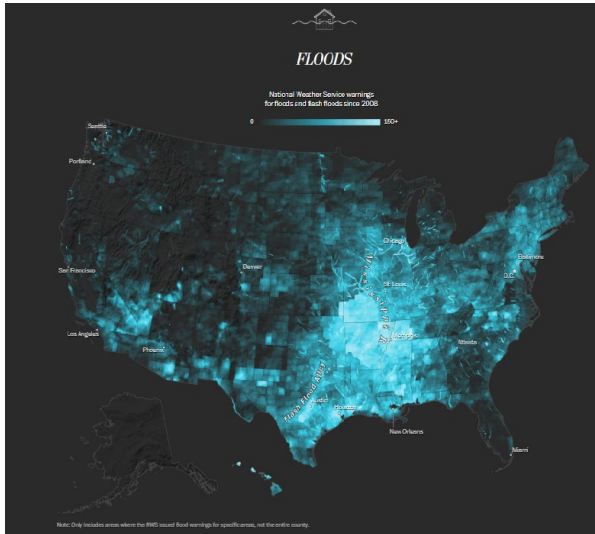 FLOODS
National Weather Service warnings
for floods and flash floods since 2008
0
160+
Seattle
Portland
Chicago
Baltimore
D.C.
San Francisco
Denver
St. Louis
Los Angeles
Phoenix
Memphis
Atlanta
Flash Flood Alley
Austin
Houston
New Orleans
Miami
Note: Only includes areas where the NWS issued flood warnings for specific areas, not the entire county.